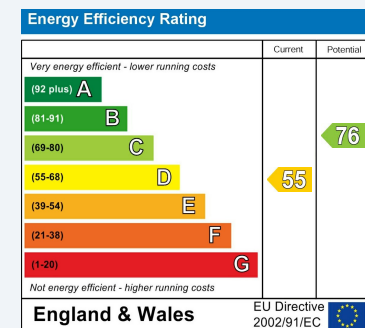 Energy Efficiency Rating
Current Potential
Very energy efficient - lower running costs
(92 plus) A
(81-91) B
(69-80) C
76
(55-68) D
55
(39-54) E
(21-38) F
(1-20) G
Not energy efficient - higher running costs
England & Wales
EU Directive
2002/91/EC